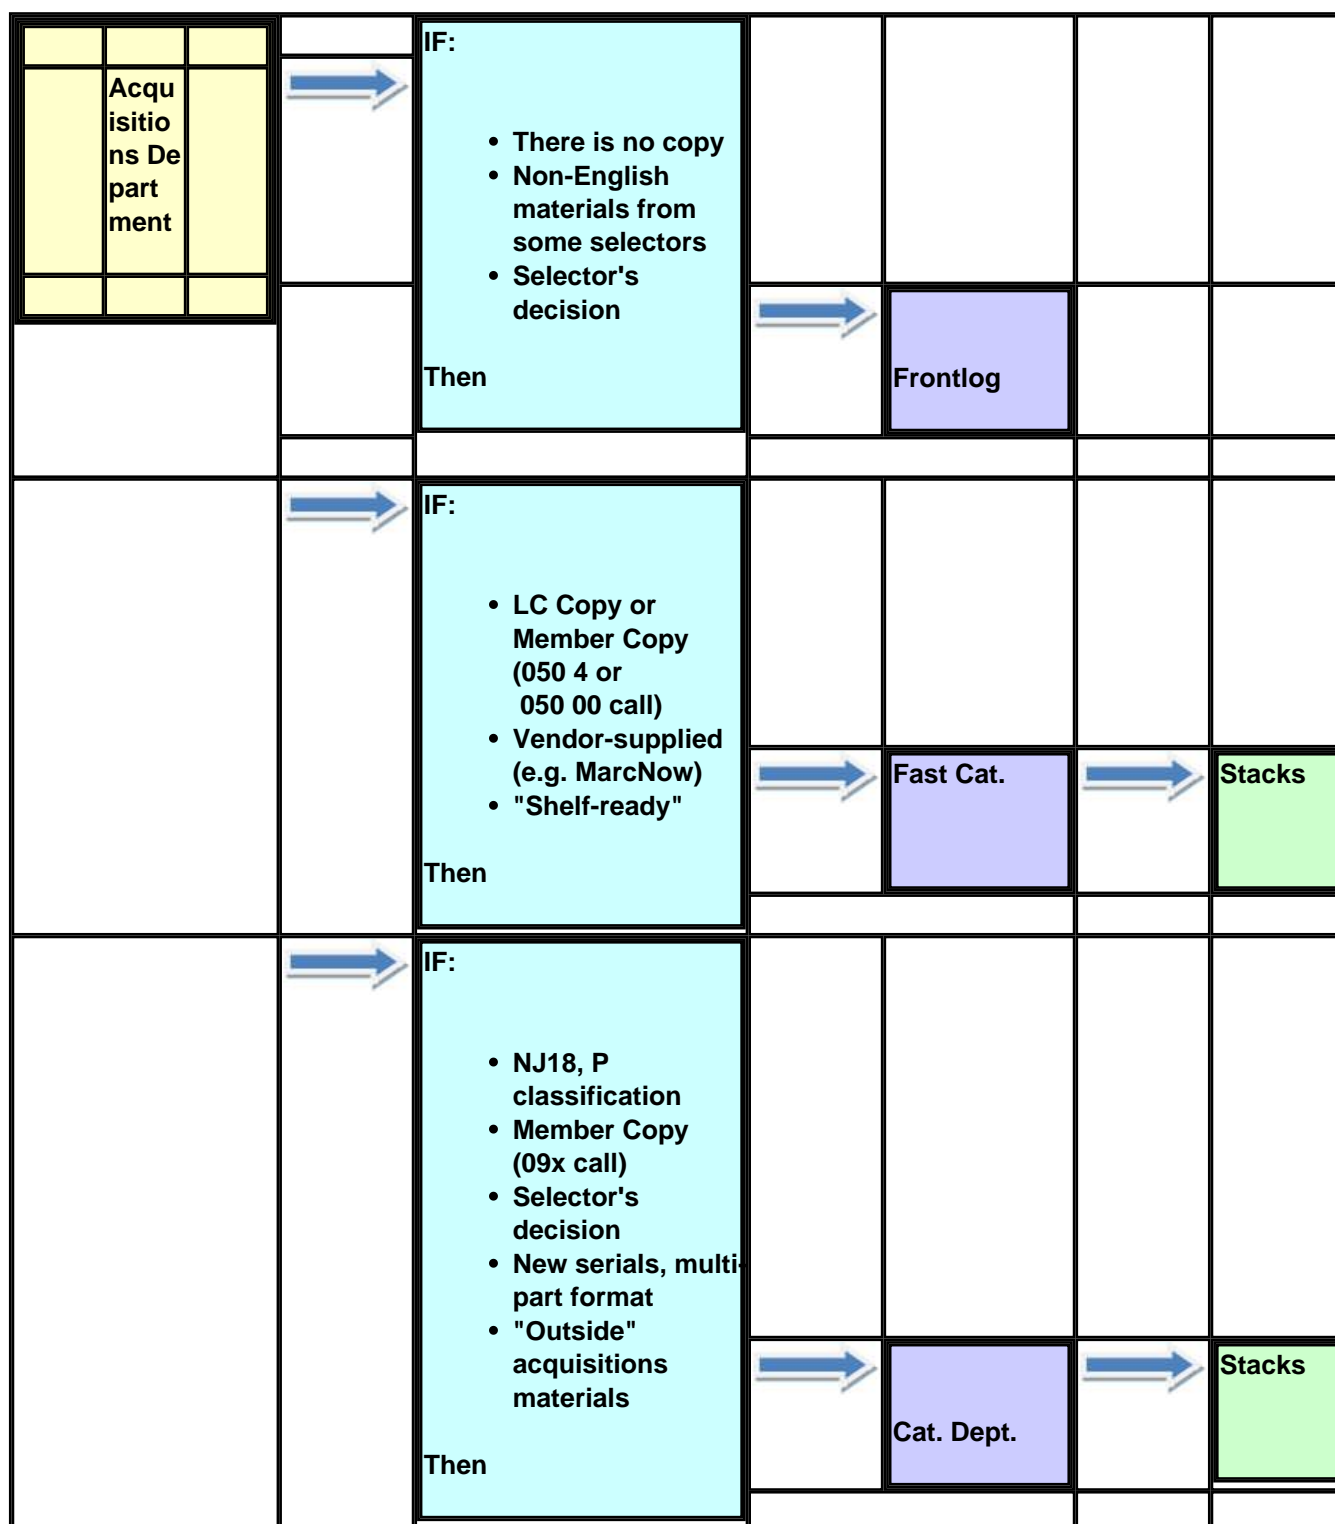 Acqu
isitio
ns De
part
ment
IF:
• There is no copy
• Non-English
materials from
some selectors
• Selector's
decision
Then
Frontlog
IF:
• LC Copy or
Member Copy
(050 4 or
050 00 call)
• Vendor-supplied
(e.g. MarcNow)
• "Shelf-ready"
Then
Fast Cat.
Stacks
IF:
• NJ18, P
classification
• Member Copy
(09x call)
• Selector's
decision
• New serials, multi-
part format
• "Outside"
acquisitions
materials
Then
Cat. Dept.
Stacks